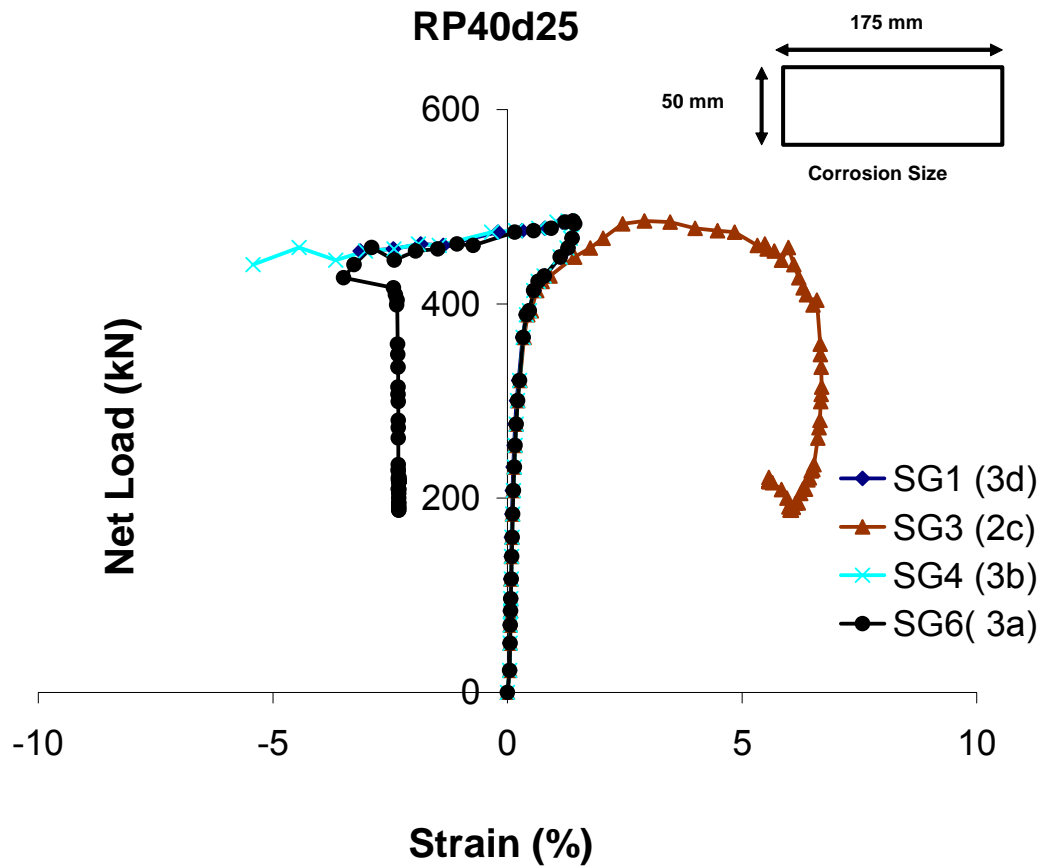 RP40d25
175 mm
50 mm
Corrosion Size
600
400
200
0
-10
-5
0
5
10
Net Load (kN)
Strain (%)
SG1 (3d)
SG3 (2c)
SG4 (3b)
SG6( 3a)